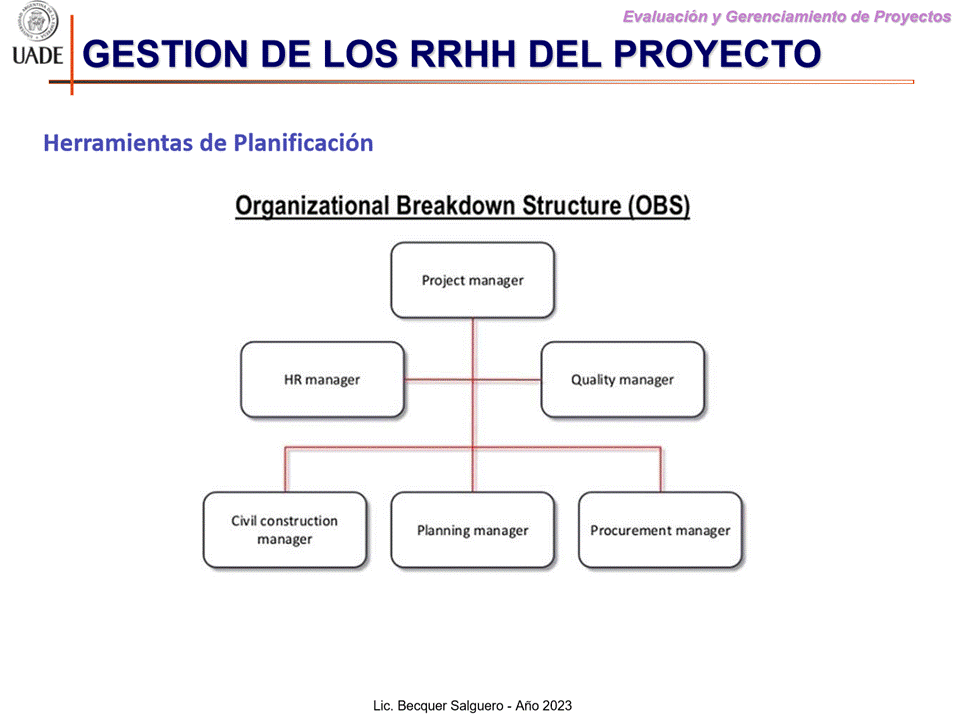 Evaluación y Gerenciamiento de Proyectos
UADE
GESTION DE LOS RRHH DEL PROYECTO
Herramientas de Planificación
Organizational Breakdown Structure (OBS)
Project manager
HR manager
Quality manager
Civil construction
manager
Planning manager
Procurement manager
Lic. Becquer Salguero - Año 2023